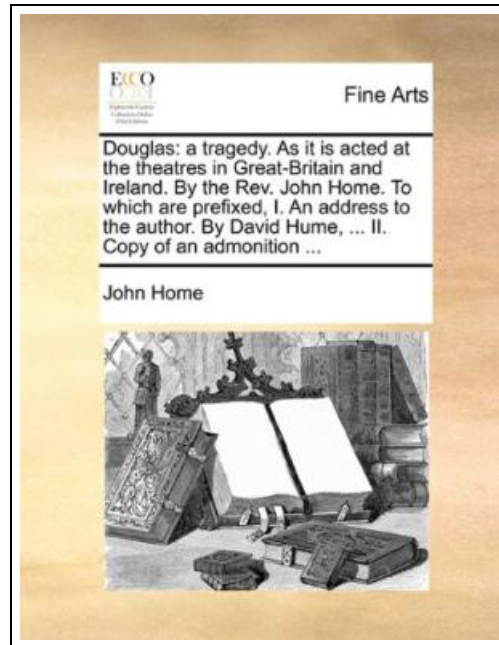 ECCO
Fine Arts
Douglas: a tragedy. As it is acted at
the theatres in Great-Britain and
Ireland. By the Rev. John Home. To
which are prefixed, I. An address to
the author. By David Hume, ... II.
Copy of an admonition ...
John Home